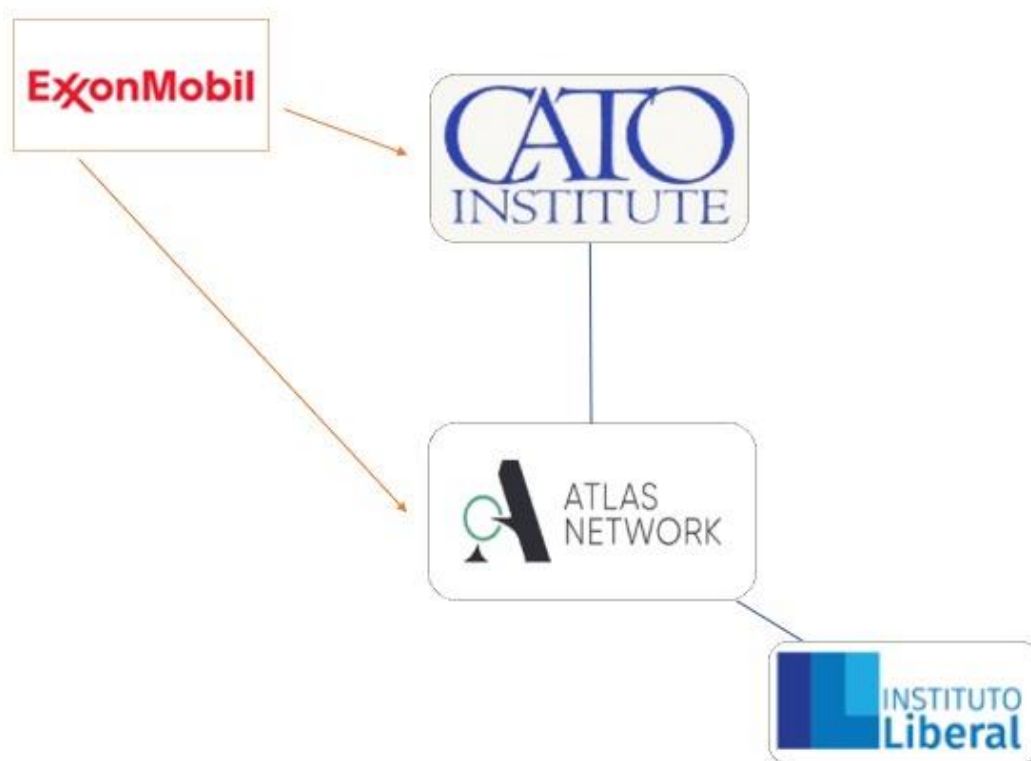 ExxonMobil
CATO
INSTITUTE
ATLAS
NETWORK
INSTITUTO
Liberal